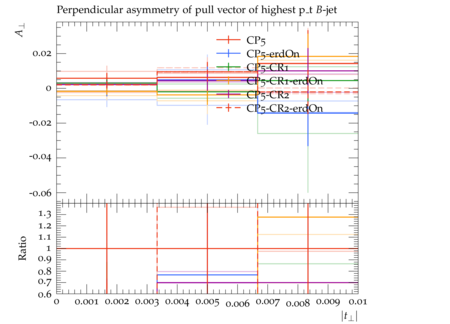 Perpendicular asymmetry of pull vector of highest p_t B-jet
A⊥
0.02
0
-0.02
-0.04
-0.06
CP5
CP5-erdOn
CP5-CR1
CP5-CR1-erdOn
CP5-CR2
CP5-CR2-erdOn
Ratio
1.3
1.2
1.1
1
0.9
0.8
0.7
0.6
0 0.001 0.002 0.003 0.004 0.005 0.006 0.007 0.008 0.009 0.01
|t⊥|